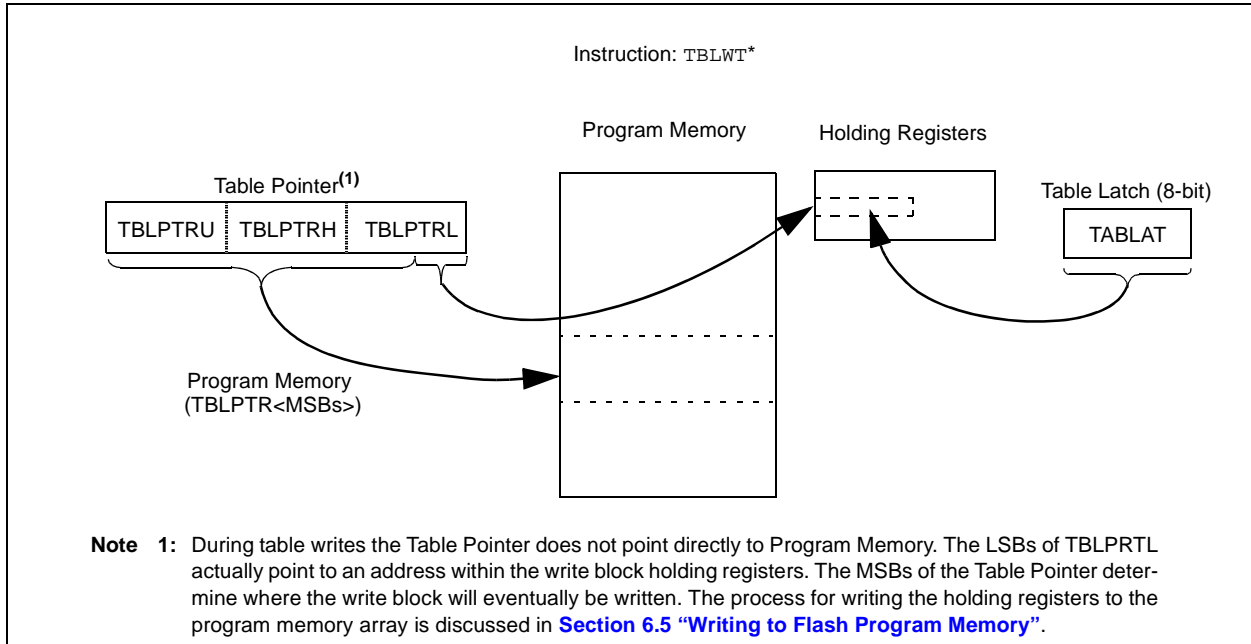 Instruction: TBLWT*
Program Memory
Holding Registers
Table Pointer(1)
Table Latch (8-bit)
TBLPTRU TBLPTRH TBLPTRL
TABLAT
Program Memory
(TBLPTR<MSBs>)
Note 1: During table writes the Table Pointer does not point directly to Program Memory. The LSBs of TBLPRTL
actually point to an address within the write block holding registers. The MSBs of the Table Pointer deter-
mine where the write block will eventually be written. The process for writing the holding registers to the
program memory array is discussed in Section 6.5 “Writing to Flash Program Memory”.